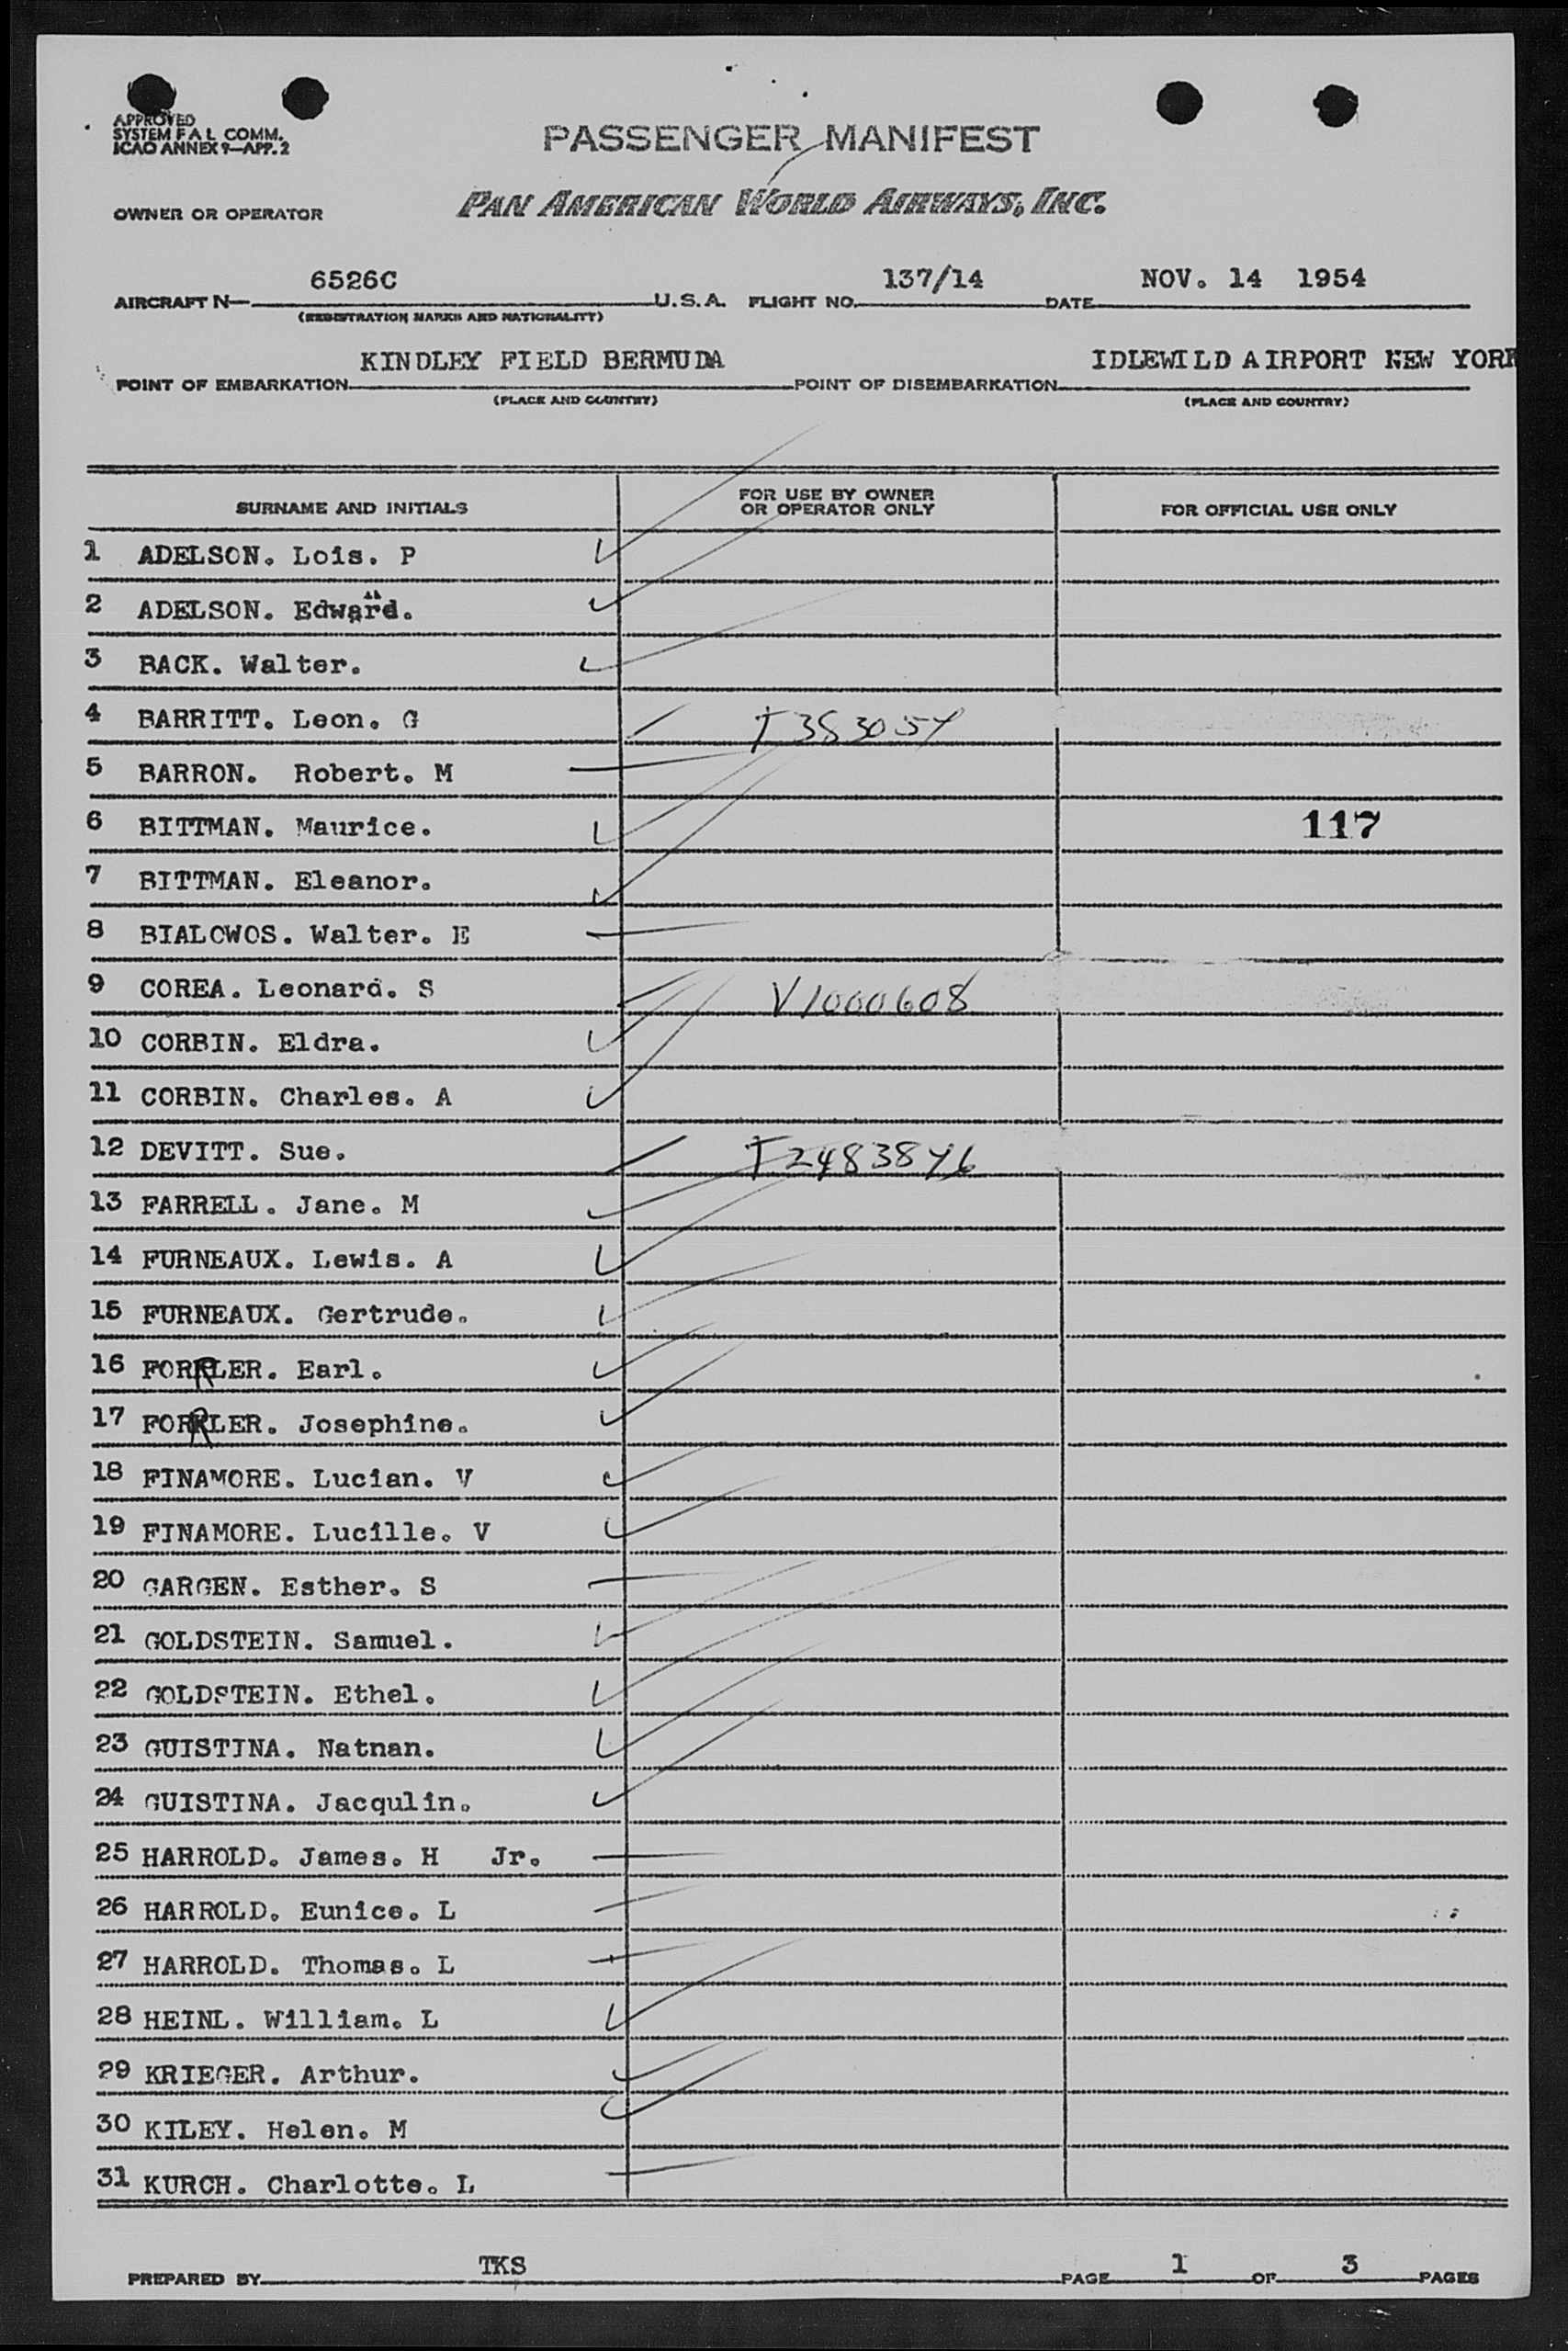 APPROVED
SYSTEM F A L COMM.
ICAO ANNEX 9—APP. 2
PASSENGER MANIFEST
OWNER OR OPERATOR PAN AMERICAN WORLD AIRWAYS, INC.
AIRCRAFT N— 6526C U.S.A. FLIGHT NO. 137/14 DATE NOV. 14 1954
(REGISTRATION MARKS AND NATIONALITY)
POINT OF EMBARKATION KINDLEY FIELD BERMUDA POINT OF DISEMBARKATION IDLEWILD AIRPORT NEW YORK
(PLACE AND COUNTRY) (PLACE AND COUNTRY)
SURNAME AND INITIALS FOR USE BY OWNER OR OPERATOR ONLY FOR OFFICIAL USE ONLY
1 ADELSON. Lois. P
2 ADELSON. Edward.
3 BACK. Walter.
4 BARRITT. Leon. G
5 BARRON. Robert. M
6 BITTMAN. Maurice. 117
7 BITTMAN. Eleanor.
8 BIALOWOS. Walter. E
9 COREA. Leonard. S V1000608
10 CORBIN. Eldra.
11 CORBIN. Charles. A
12 DEVITT. Sue.
13 FARRELL. Jane. M
14 FURNEAUX. Lewis. A
15 FURNEAUX. Gertrude.
16 FORRLER. Earl.
17 FORRLER. Josephine.
18 FINAMORE. Lucian. V
19 FINAMORE. Lucille. V
20 GARGEN. Esther. S
21 GOLDSTEIN. Samuel.
22 GOLDSTEIN. Ethel.
23 GUISTINA. Natnan.
24 GUISTINA. Jacqulin.
25 HARROLD. James. H Jr.
26 HARROLD. Eunice. L
27 HARROLD. Thomas. L
28 HEINL. William. L
29 KRIEGER. Arthur.
30 KILEY. Helen. M
31 KURCH. Charlotte. L
PREPARED BY TKS PAGE 1 OF 3 PAGES